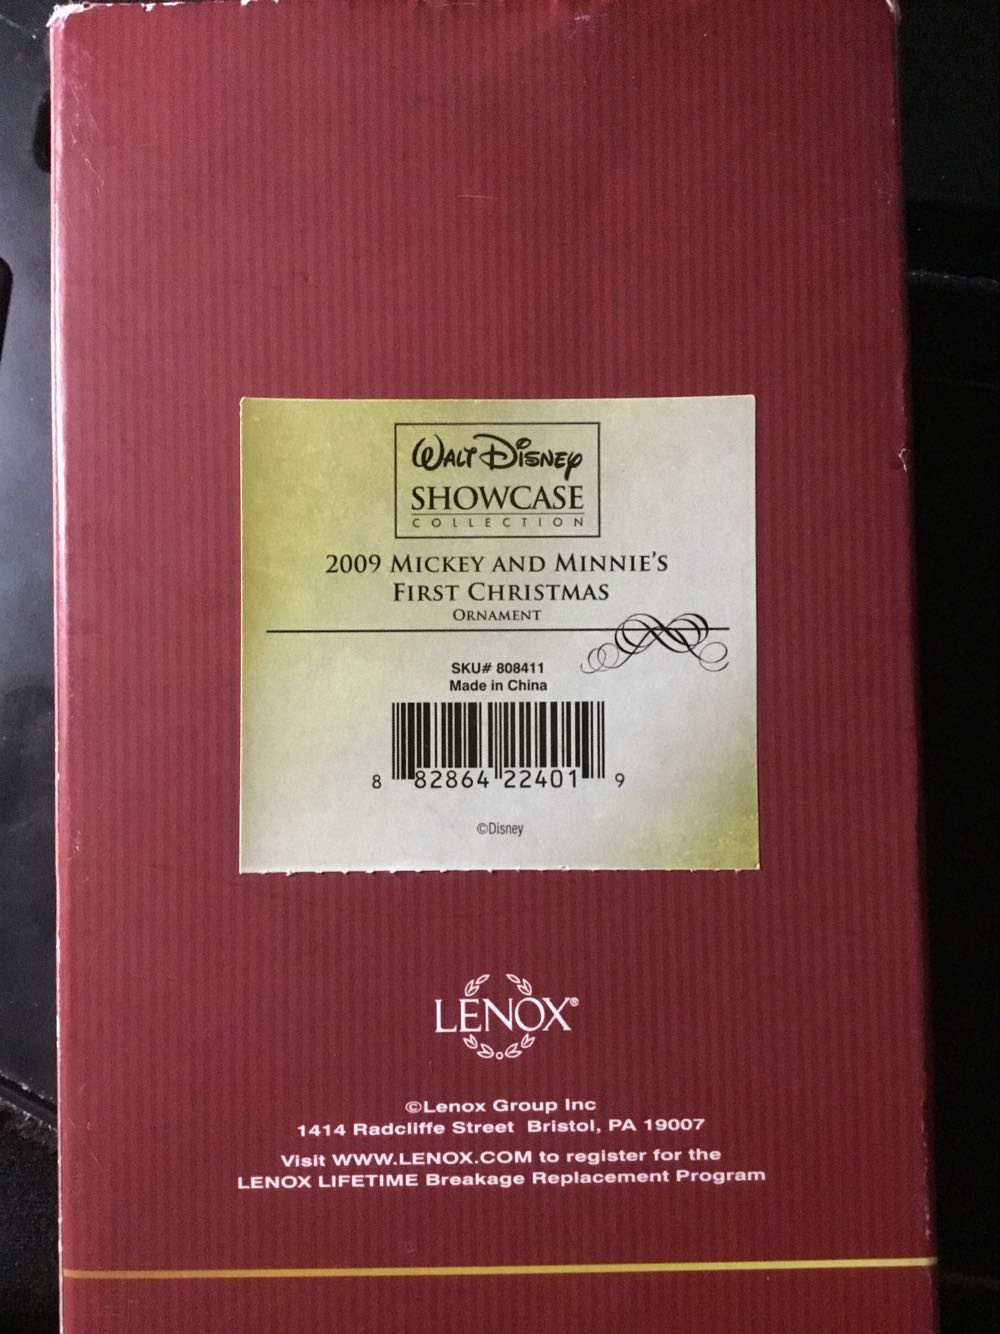 Walt Disney
SHOWCASE
COLLECTION
2009 MICKEY AND MINNIE'S
FIRST CHRISTMAS
ORNAMENT
SKU# 808411
Made in China
8 82864 22401 9
©Disney
LENOX®
©Lenox Group Inc
1414 Radcliffe Street Bristol, PA 19007
Visit WWW.LENOX.COM to register for the
LENOX LIFETIME Breakage Replacement Program